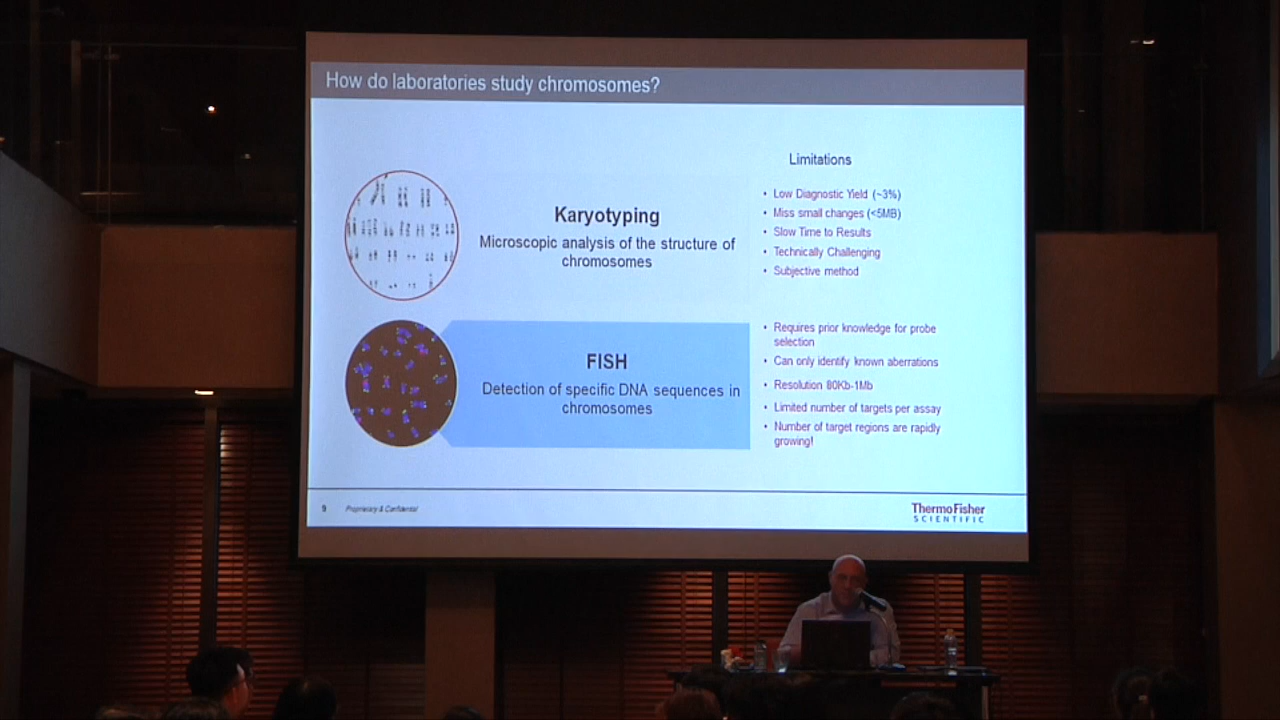 How do laboratories study chromosomes?
Limitations
Karyotyping
Microscopic analysis of the structure of
chromosomes
• Low Diagnostic Yield (~3%)
• Miss small changes (<5MB)
• Slow Time to Results
• Technically Challenging
• Subjective method
FISH
Detection of specific DNA sequences in
chromosomes
• Requires prior knowledge for probe
selection
• Can only identify known aberrations
• Resolution 80Kb-1Mb
• Limited number of targets per assay
• Number of target regions are rapidly
growing!
9 Proprietary & Confidential
ThermoFisher
SCIENTIFIC